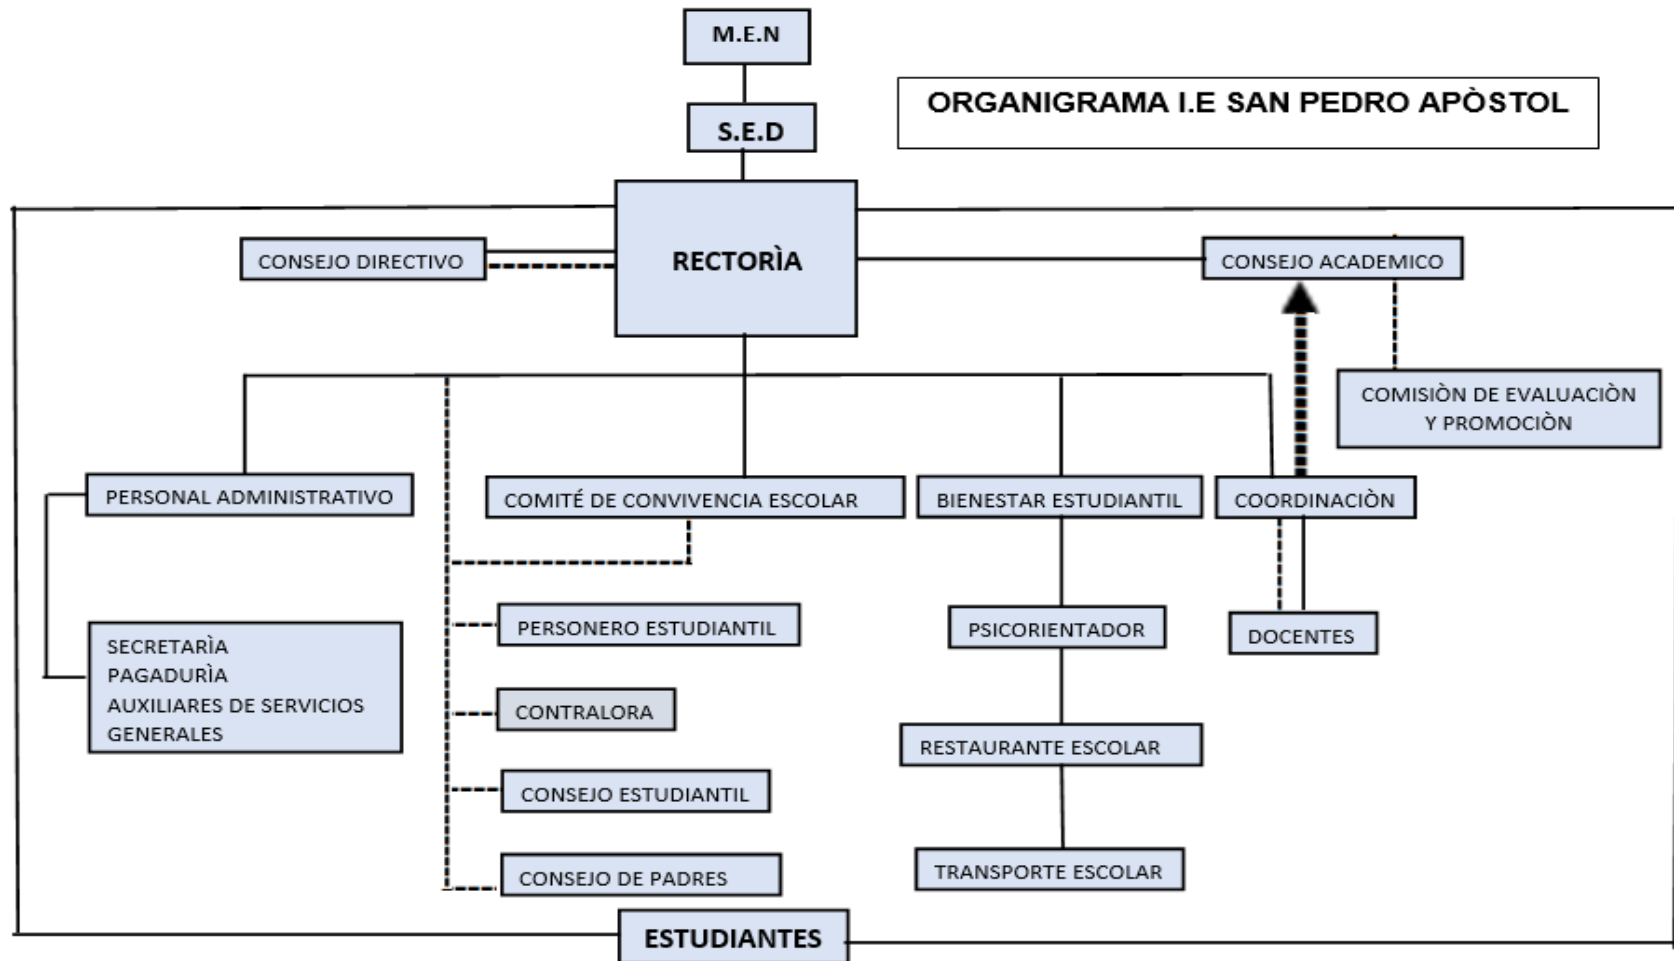 M.E.N
ORGANIGRAMA I.E SAN PEDRO APÒSTOL
S.E.D
CONSEJO DIRECTIVO
RECTORÌA
CONSEJO ACADEMICO
COMISIÒN DE EVALUACIÒN
Y PROMOCIÒN
PERSONAL ADMINISTRATIVO
COMITÉ DE CONVIVENCIA ESCOLAR
BIENESTAR ESTUDIANTIL
COORDINACIÒN
SECRETARÌA
PAGADURÌA
AUXILIARES DE SERVICIOS
GENERALES
PERSONERO ESTUDIANTIL
PSICORIENTADOR
DOCENTES
CONTRALORA
RESTAURANTE ESCOLAR
CONSEJO ESTUDIANTIL
CONSEJO DE PADRES
TRANSPORTE ESCOLAR
ESTUDIANTES